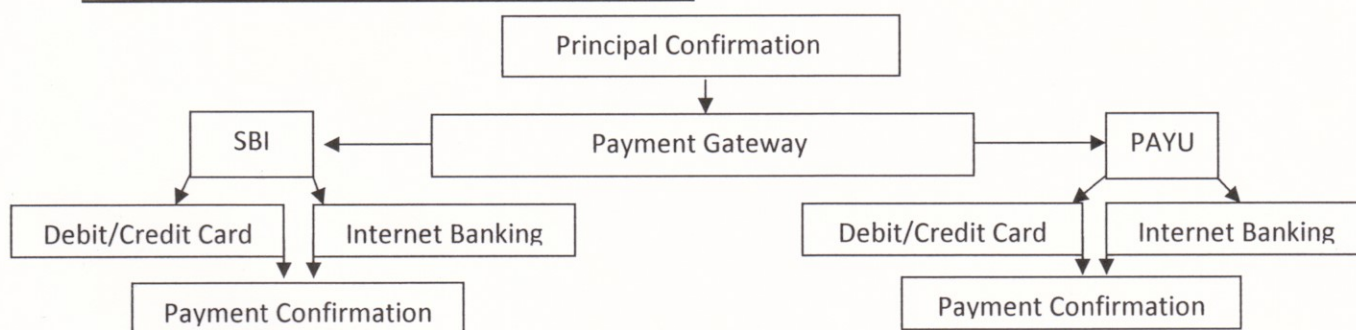 Principal Confirmation
SBI
Payment Gateway
PAYU
Debit/Credit Card
Internet Banking
Debit/Credit Card
Internet Banking
Payment Confirmation
Payment Confirmation